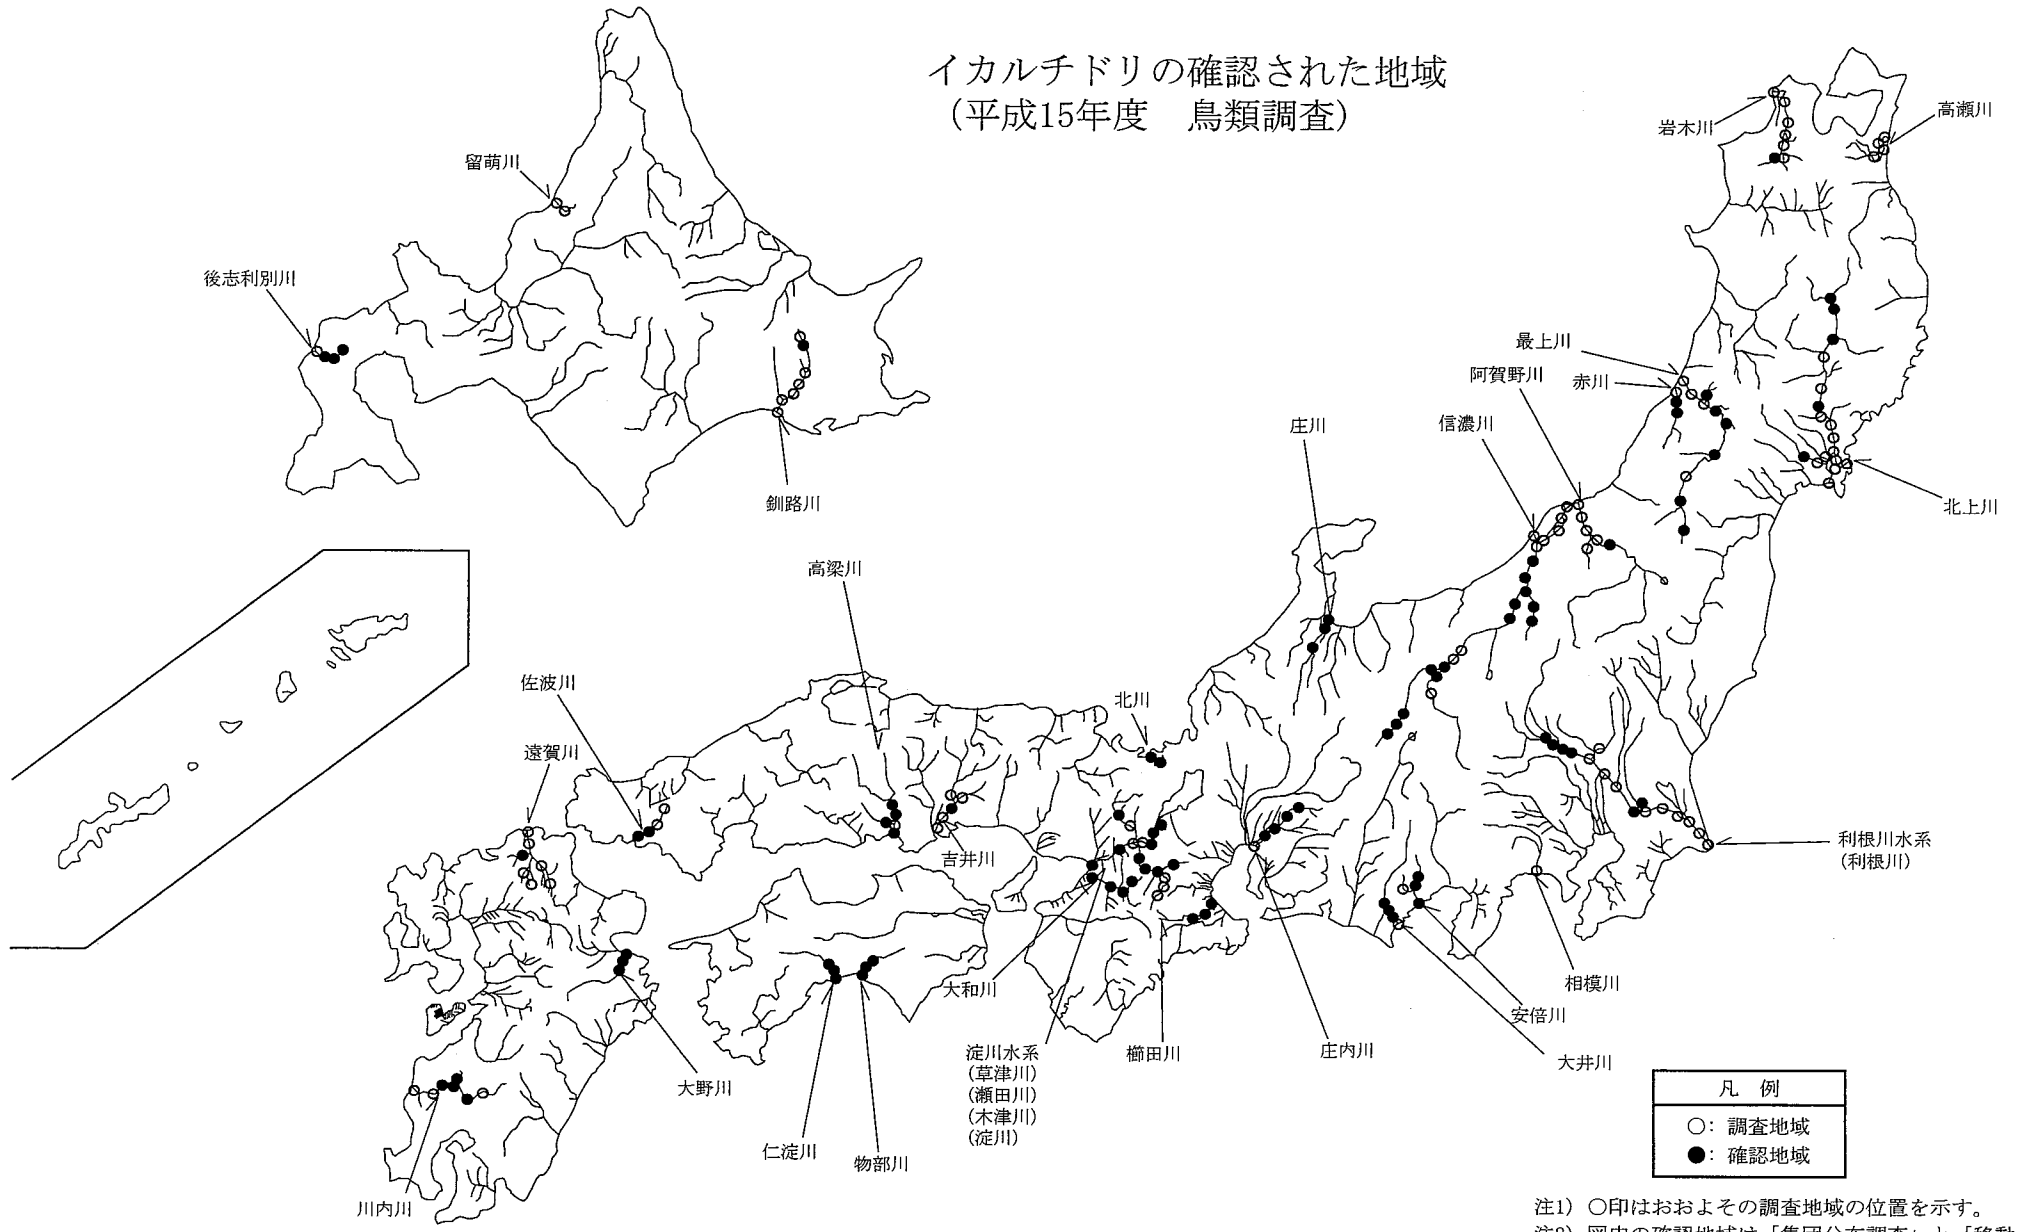 イカルチドリの確認された地域
(平成15年度　鳥類調査)
留萌川
後志利別川
釧路川
岩木川
高瀬川
最上川
阿賀野川
赤川
信濃川
庄川
北上川
高梁川
佐波川
北川
遠賀川
吉井川
利根川水系
(利根川)
大和川
相模川
安倍川
淀川水系
(草津川)
(瀬田川)
(木津川)
(淀川)
櫛田川
庄内川
大井川
大野川
仁淀川
物部川
川内川
凡　例
○：調査地域
●：確認地域
注1）○印はおおよその調査地域の位置を示す。